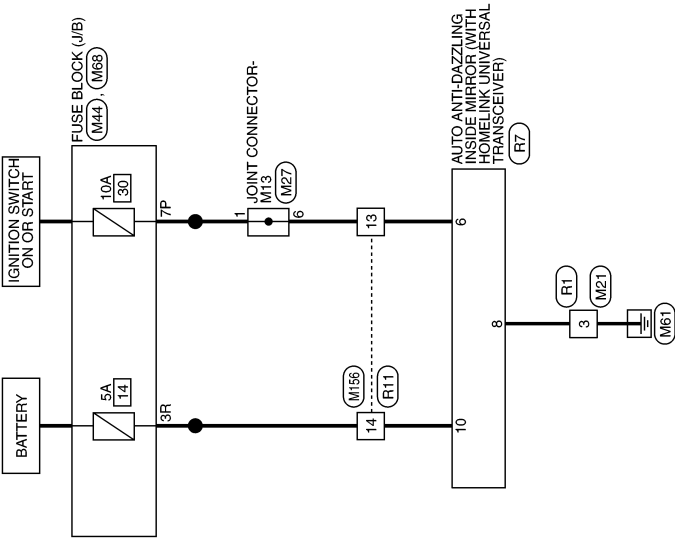 IGNITION SWITCH
ON OR START
BATTERY
FUSE BLOCK (J/B)
M44 , M68
10A
30
7P
5A
14
3R
JOINT CONNECTOR-
M13
M27
1
6
13
M156
R11
14
AUTO ANTI-DAZZLING
INSIDE MIRROR (WITH
HOMELINK UNIVERSAL
TRANSCEIVER)
R7
6
10
8
R1
M21
3
M61